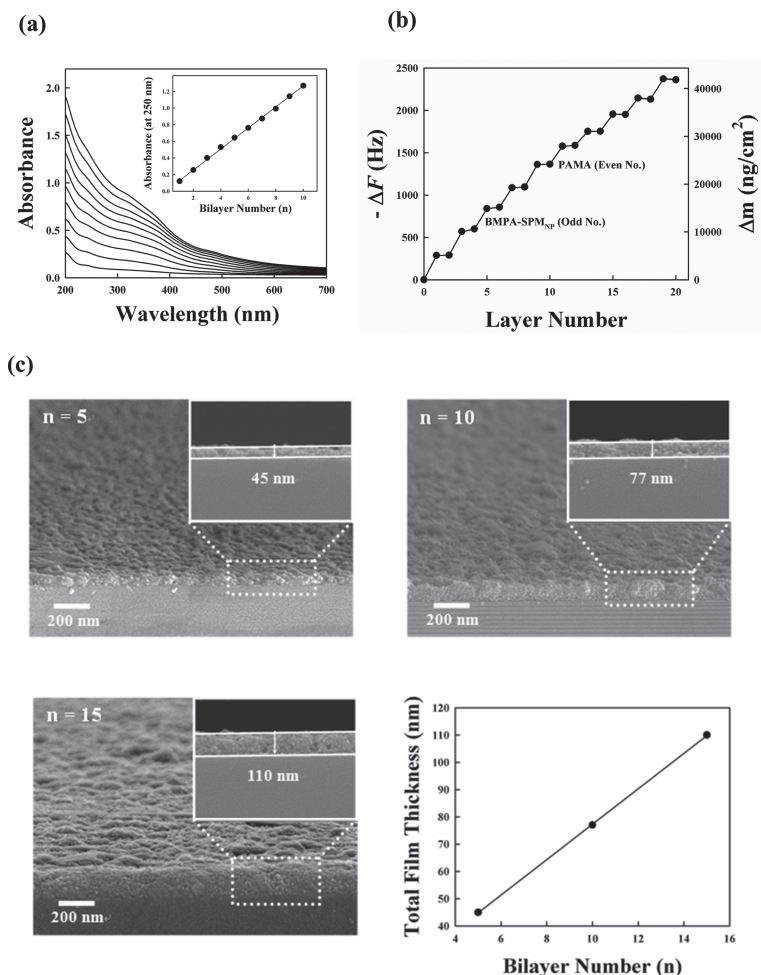 (a)
Absorbance
2.0
1.5
1.0
0.5
0.0
200 300 400 500 600 700
Wavelength (nm)
Absorbance (at 250 nm)
1.2
1.0
0.8
0.6
0.4
0.2
0.0
2 4 6 8 10
Bilayer Number (n)
(b)
- ΔF (Hz)
2500
2000
1500
1000
500
0
PAMA (Even No.)
BMPA-SPM_NP (Odd No.)
0 5 10 15 20
Layer Number
40000
30000
20000
10000
0
Δm (ng/cm²)
(c)
n = 5
45 nm
200 nm
n = 10
77 nm
200 nm
n = 15
110 nm
200 nm
Total Film Thickness (nm)
120
110
100
90
80
70
60
50
40
4 6 8 10 12 14 16
Bilayer Number (n)